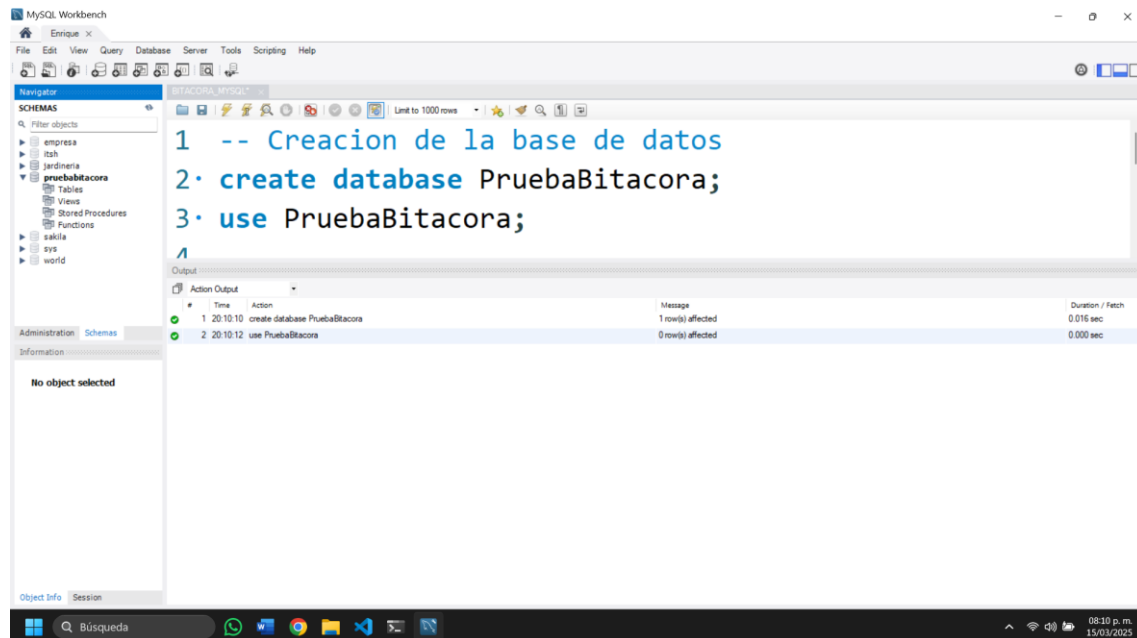 MySQL Workbench
Enrique
File Edit View Query Database Server Tools Scripting Help
Navigator
SCHEMAS
Filter objects
empresa
itsh
jardineria
pruebabitacora
Tables
Views
Stored Procedures
Functions
sakila
sys
world
Administration Schemas
Information
No object selected
Object Info Session
BITACORA_MYSQL*
Limit to 1000 rows
1 -- Creacion de la base de datos
2 create database PruebaBitacora;
3 use PruebaBitacora;
4
Output
Action Output
# Time Action Message Duration / Fetch
1 20:10:10 create database PruebaBitacora 1 row(s) affected 0.016 sec
2 20:10:12 use PruebaBitacora 0 row(s) affected 0.000 sec
Búsqueda
08:10 p. m.
15/03/2025